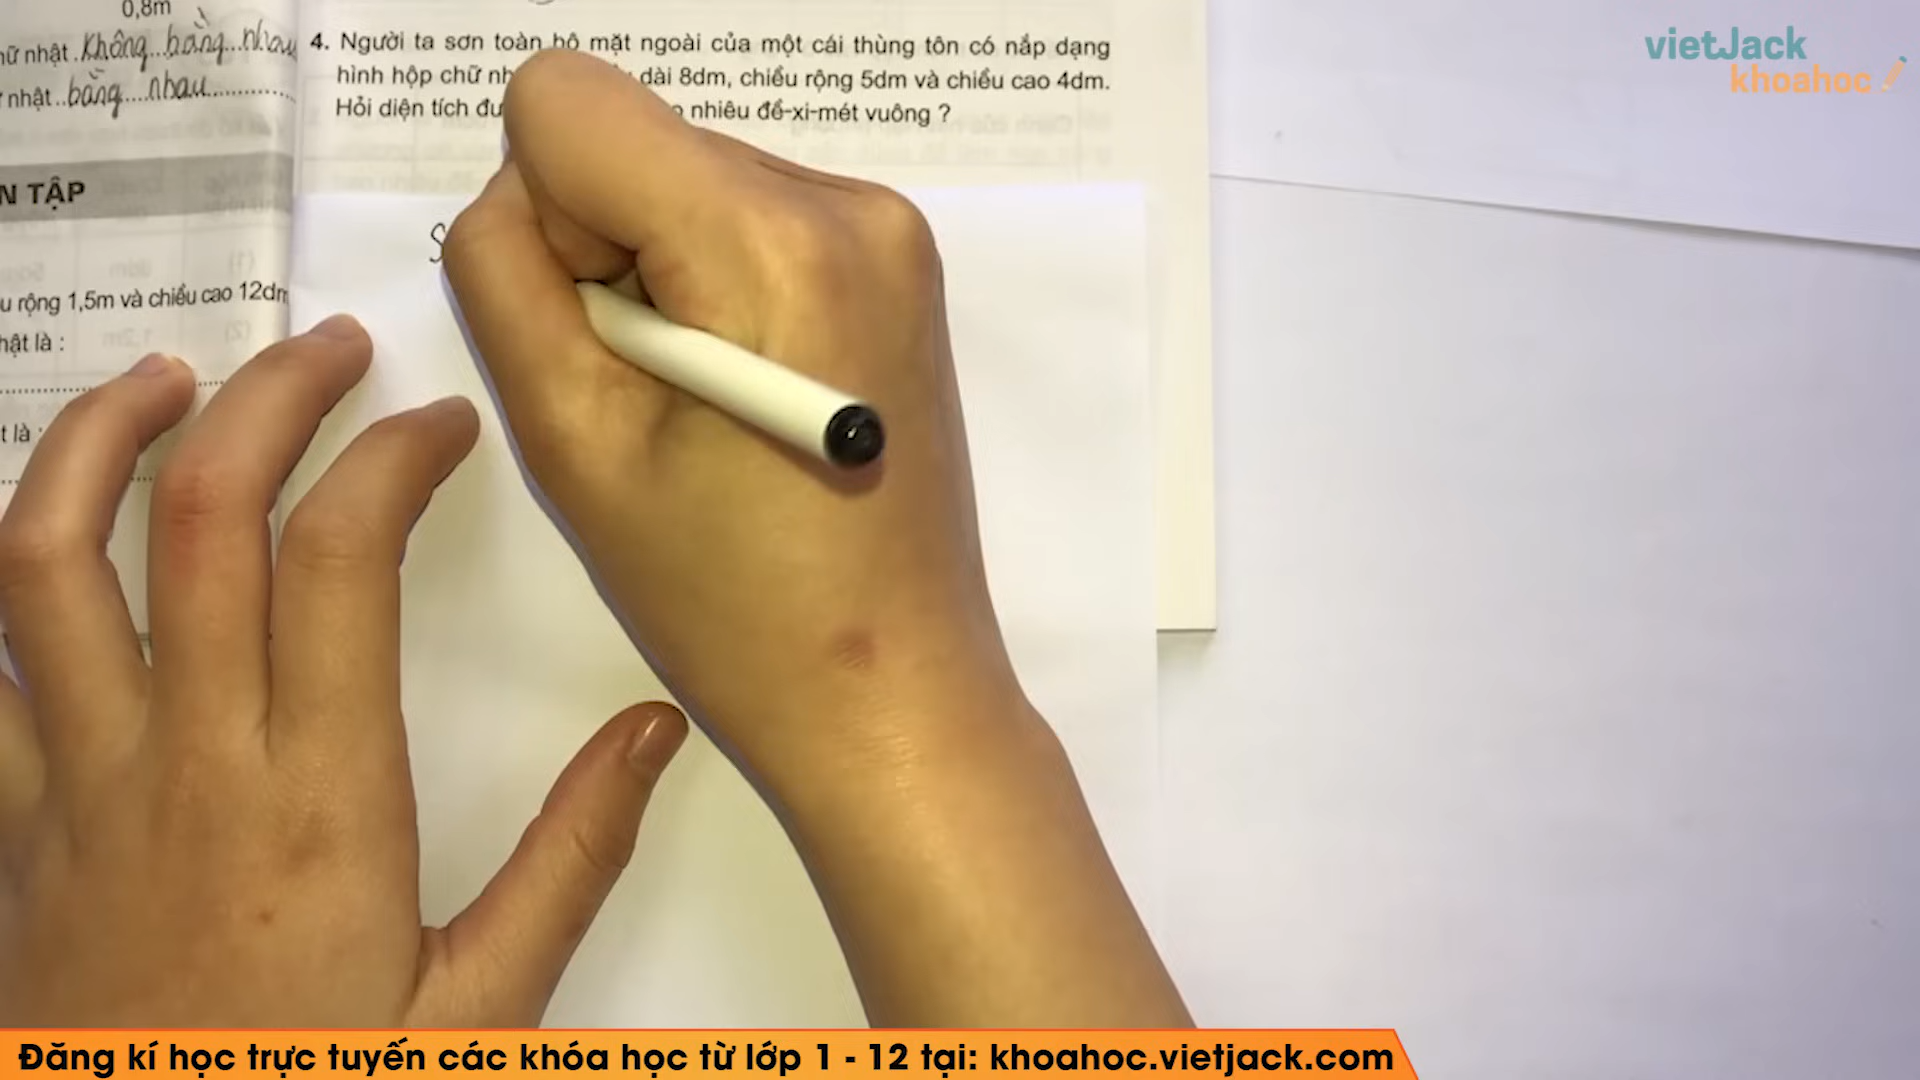 0,8m
hữ nhật .không..bằng..nhau
nhật..bằng....nhau
N TẬP
u rộng 1,5m và chiều cao 12dm
hật là :
t là :
4. Người ta sơn toàn bộ mặt ngoài của một cái thùng tôn có nắp dạng
hình hộp chữ nh dài 8dm, chiều rộng 5dm và chiều cao 4dm.
Hỏi diện tích đư nhiêu đề-xi-mét vuông ?
S
vietJack
khoahoc
Đăng kí học trực tuyến các khóa học từ lớp 1 - 12 tại: khoahoc.vietjack.com